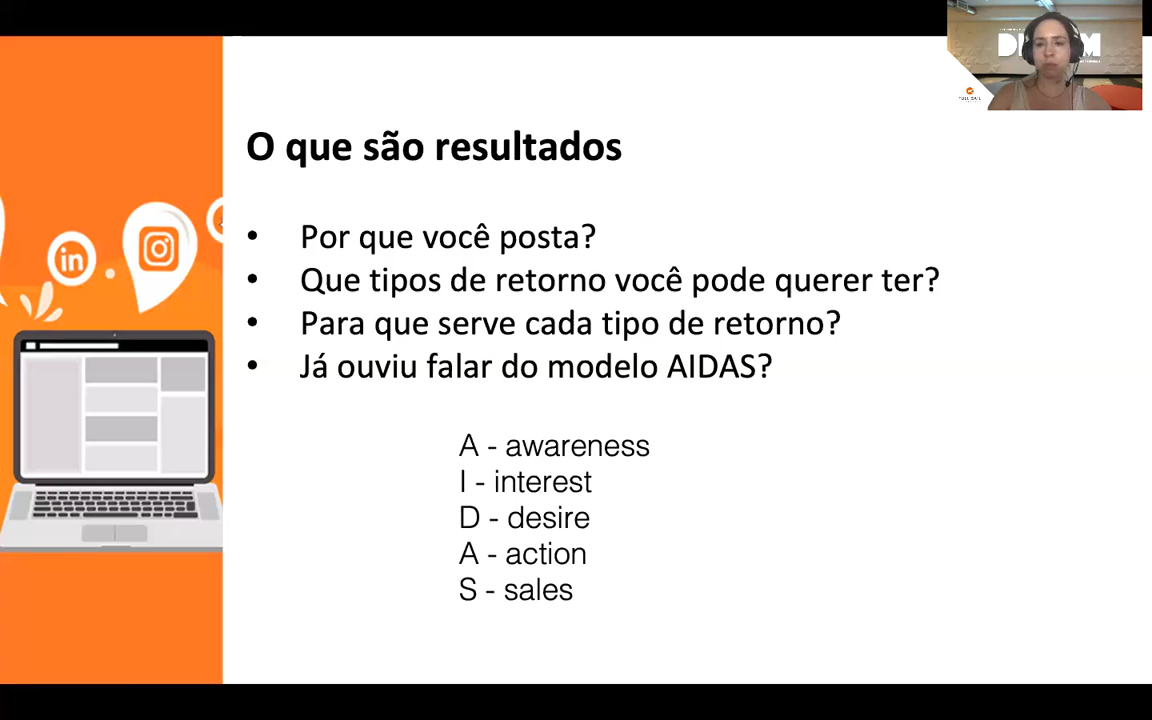 O que são resultados
• Por que você posta?
• Que tipos de retorno você pode querer ter?
• Para que serve cada tipo de retorno?
• Já ouviu falar do modelo AIDAS?
A - awareness
I - interest
D - desire
A - action
S - sales
in